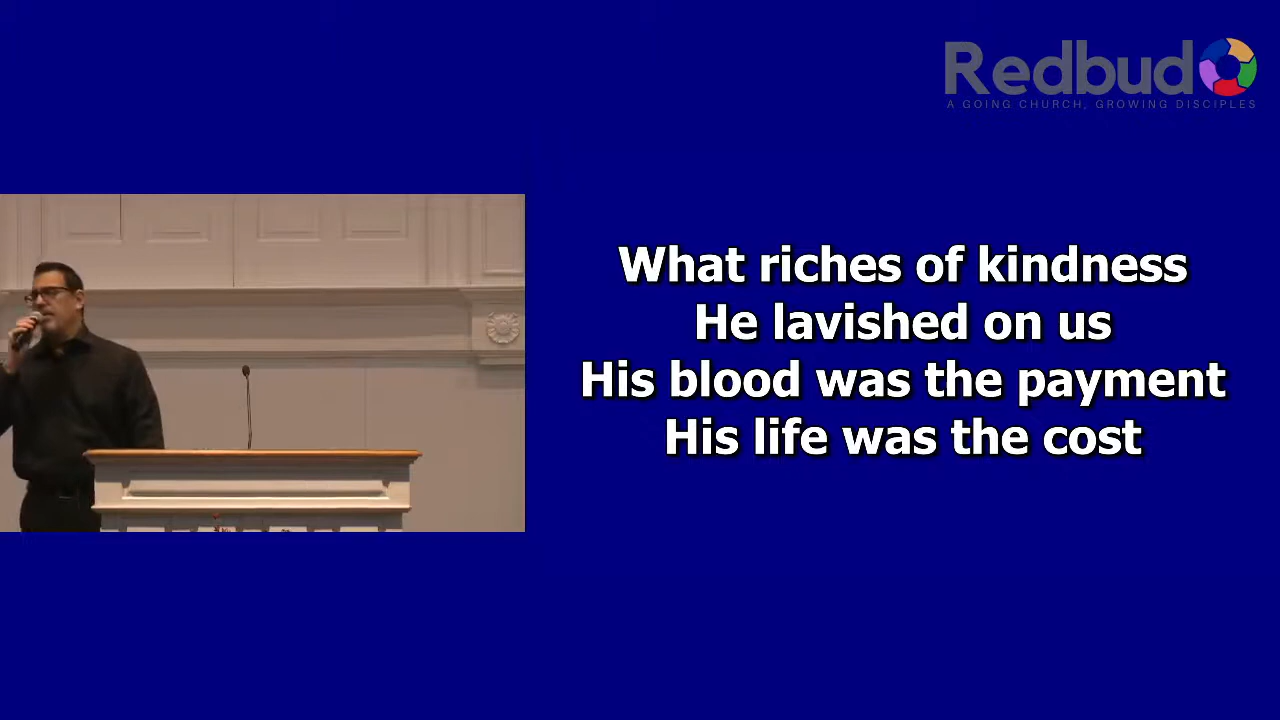 Redbud
A GOING CHURCH, GROWING DISCIPLES
What riches of kindness
He lavished on us
His blood was the payment
His life was the cost